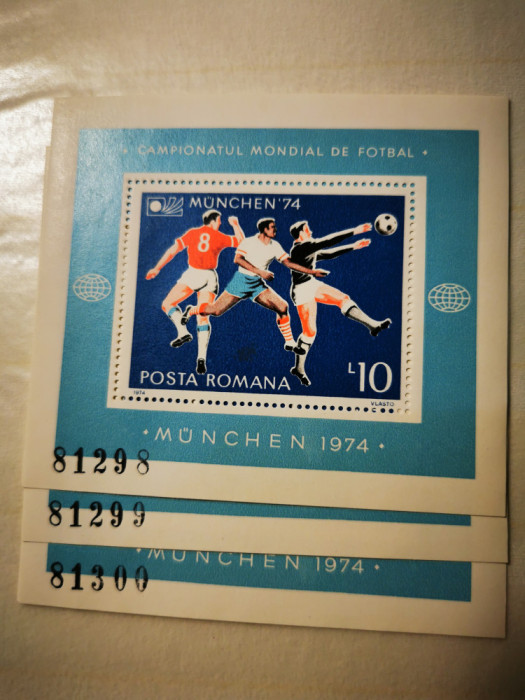 • CAMPIONATUL MONDIAL DE FOTBAL •
MÜNCHEN '74
8
POSTA ROMANA
L10
1974
VLASTO
• MÜNCHEN 1974 •
81298
81299
• MÜNCHEN 1974 •
81300